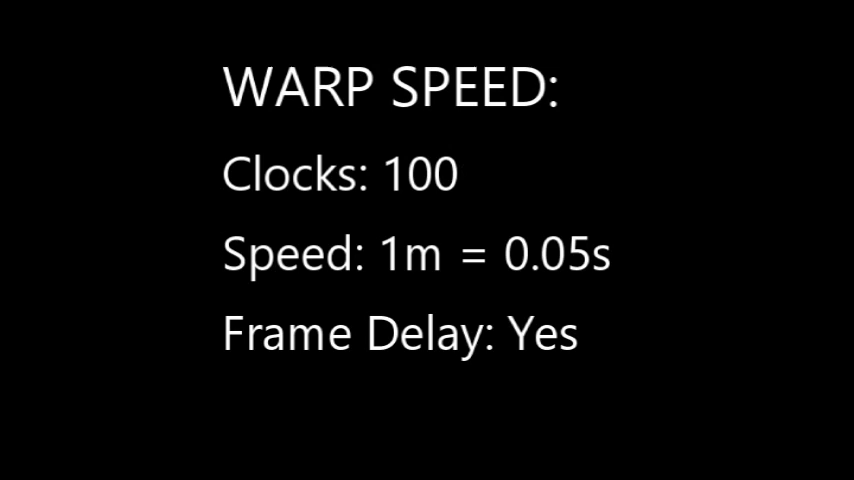 WARP SPEED:
Clocks: 100
Speed: 1m = 0.05s
Frame Delay: Yes